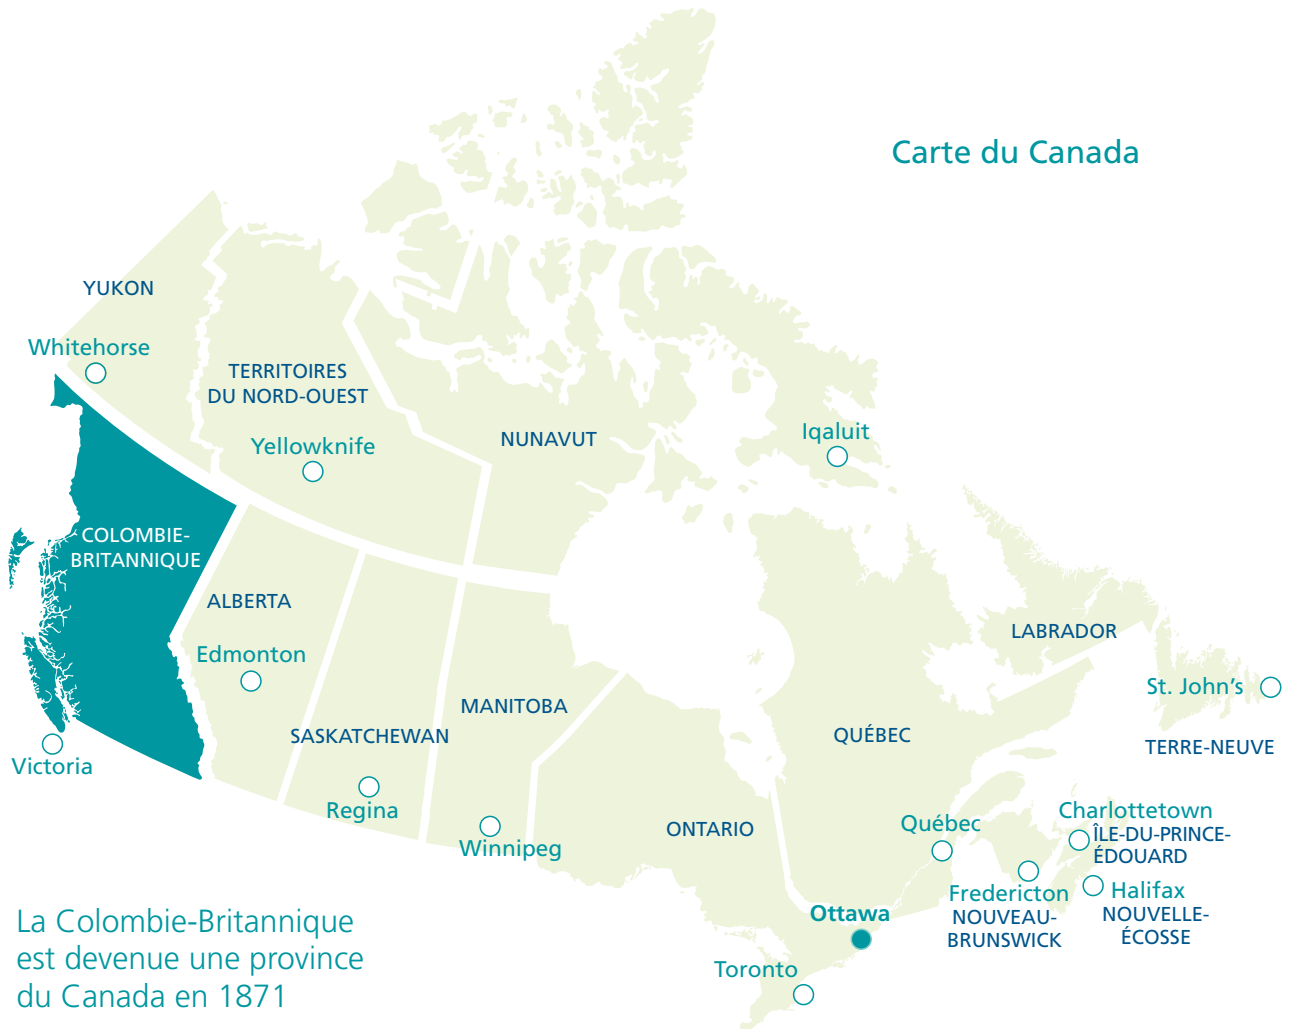 Carte du Canada
YUKON
Whitehorse
TERRITOIRES
DU NORD-OUEST
Yellowknife
NUNAVUT
Iqaluit
COLOMBIE-
BRITANNIQUE
ALBERTA
Edmonton
LABRADOR
St. John’s
TERRE-NEUVE
MANITOBA
SASKATCHEWAN
QUÉBEC
Victoria
Regina
Winnipeg
ONTARIO
Québec
Charlottetown
ÎLE-DU-PRINCE-
ÉDOUARD
Fredericton
NOUVEAU-
BRUNSWICK
Halifax
NOUVELLE-
ÉCOSSE
Ottawa
Toronto
La Colombie-Britannique
est devenue une province
du Canada en 1871